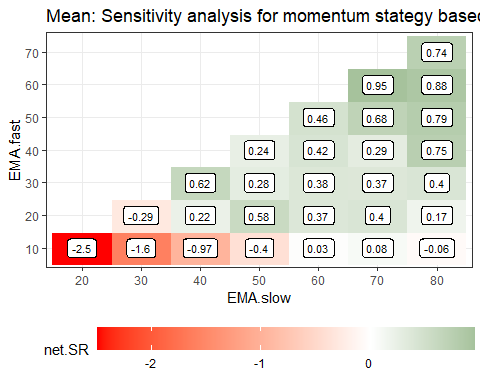 Mean: Sensitivity analysis for momentum stategy based
EMA.fast
70 0.74
60 0.95 0.88
50 0.46 0.68 0.79
40 0.24 0.42 0.29 0.75
30 0.62 0.28 0.38 0.37 0.4
20 -0.29 0.22 0.58 0.37 0.4 0.17
10 -2.5 -1.6 -0.97 -0.4 0.03 0.08 -0.06
20 30 40 50 60 70 80
EMA.slow
net.SR
-2 -1 0